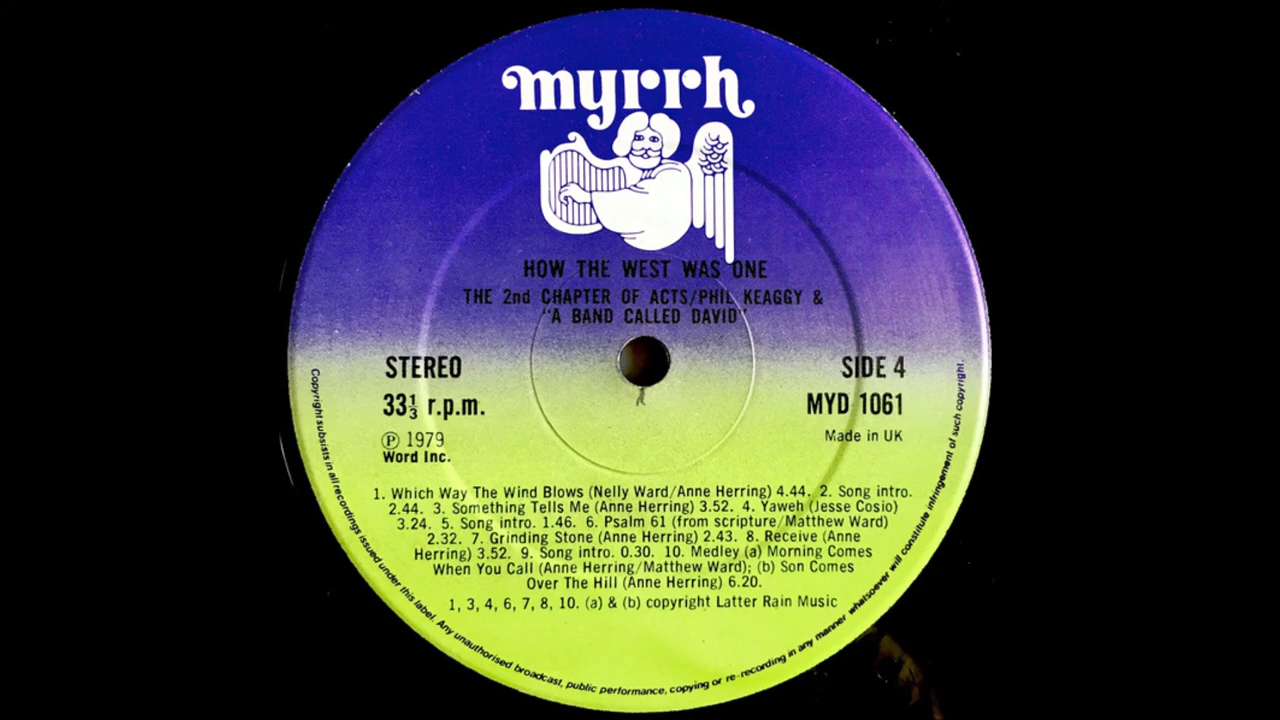 myrrh
HOW THE WEST WAS ONE
THE 2nd CHAPTER OF ACTS/PHIL KEAGGY &
"A BAND CALLED DAVID"
STEREO
SIDE 4
33⅓ r.p.m.
MYD 1061
Ⓟ 1979
Made in UK
Word Inc.
1. Which Way The Wind Blows (Nelly Ward/Anne Herring) 4.44. 2. Song intro.
2.44. 3. Something Tells Me (Anne Herring) 3.52. 4. Yaweh (Jesse Cosio)
3.24. 5. Song intro. 1.46. 6. Psalm 61 (from scripture/Matthew Ward)
2.32. 7. Grinding Stone (Anne Herring) 2.43. 8. Receive (Anne
Herring) 3.52. 9. Song intro. 0.30. 10. Medley (a) Morning Comes
When You Call (Anne Herring/Matthew Ward); (b) Son Comes
Over The Hill (Anne Herring) 6.20.
1, 3, 4, 6, 7, 8, 10. (a) & (b) copyright Latter Rain Music
Copyright subsists in all recordings issued under this label. Any unauthorised broadcast, public performance, copying or re-recording in any manner whatsoever will constitute infringement of such copyright.